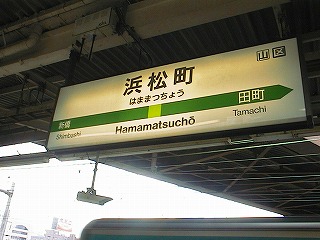 山 区
浜松町
はままつちょう
新橋
Shimbashi
Hamamatsuchō
田町
Tamachi